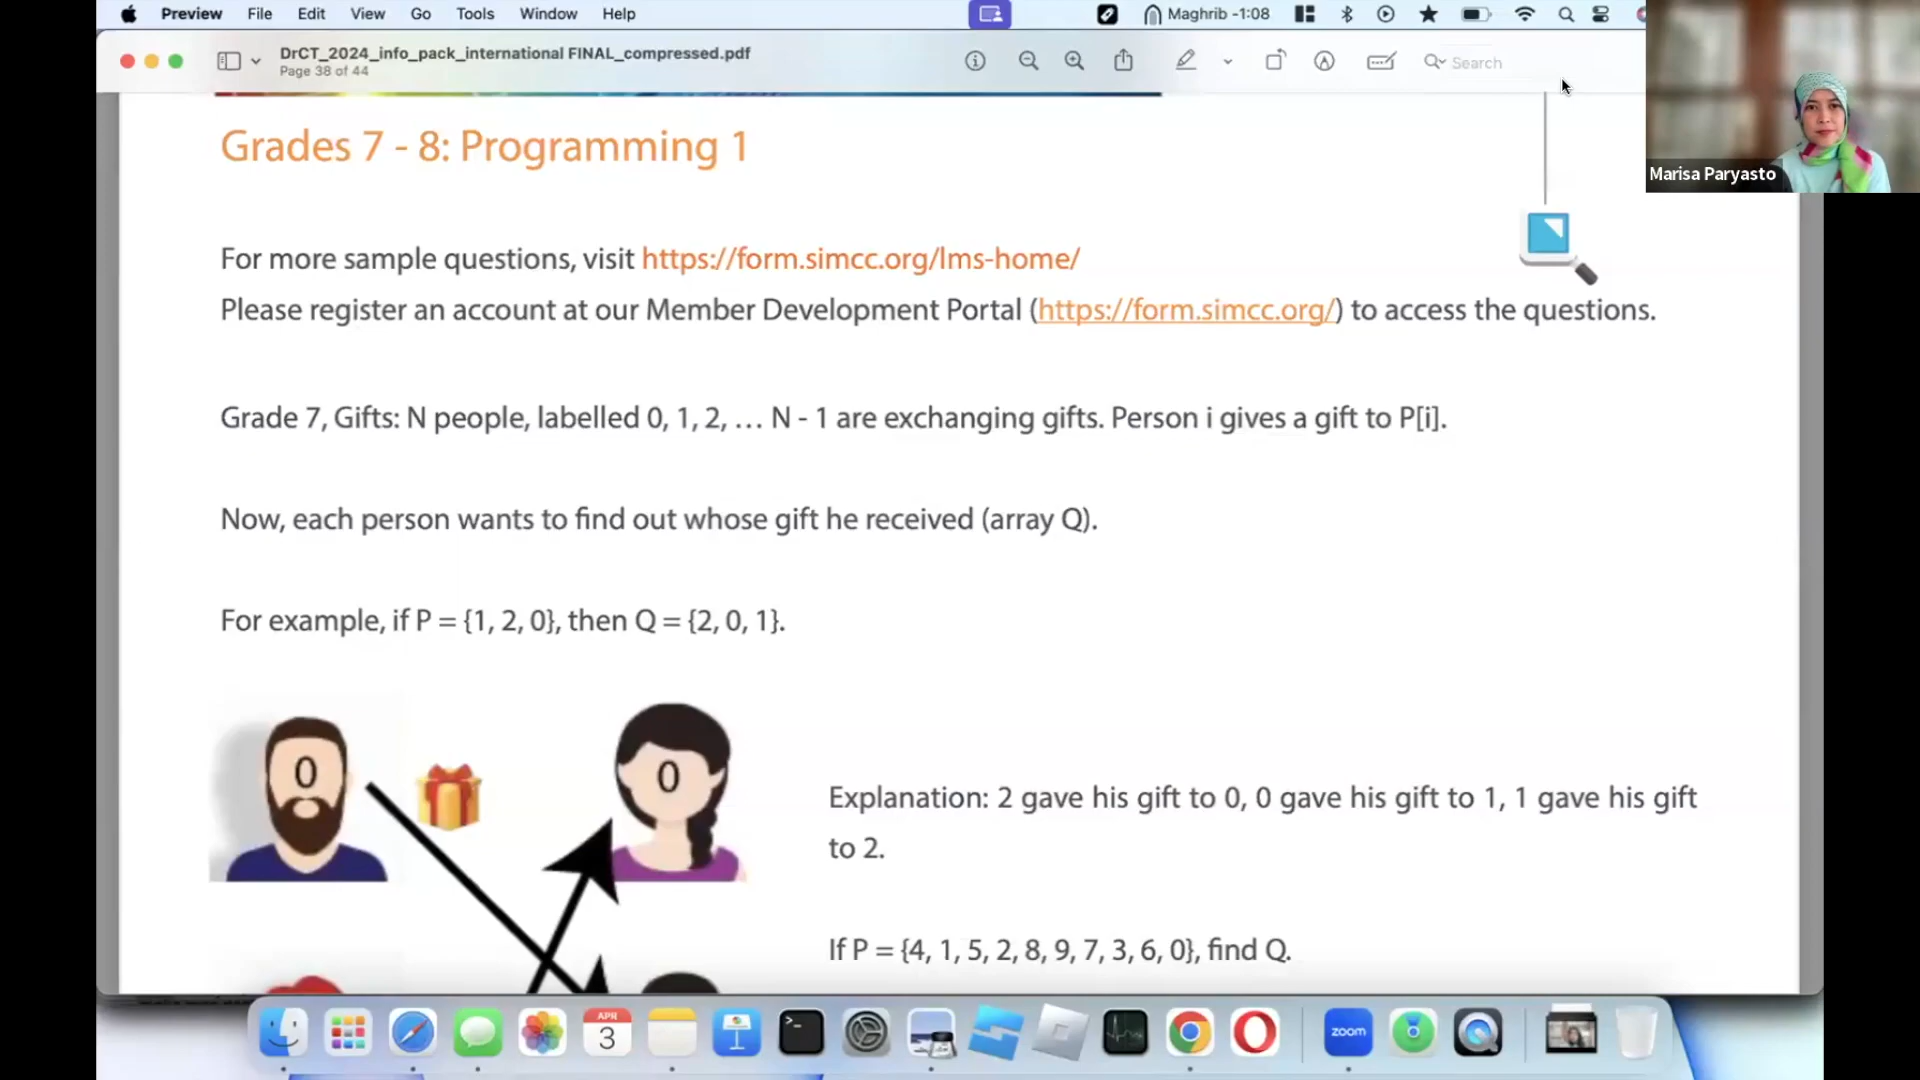 Preview File Edit View Go Tools Window Help
Maghrib -1:08
DrCT_2024_info_pack_international FINAL_compressed.pdf
Page 38 of 44
Search
Marisa Paryasto
Grades 7 - 8: Programming 1
For more sample questions, visit https://form.simcc.org/lms-home/
Please register an account at our Member Development Portal (https://form.simcc.org/) to access the questions.
Grade 7, Gifts: N people, labelled 0, 1, 2, … N - 1 are exchanging gifts. Person i gives a gift to P[i].
Now, each person wants to find out whose gift he received (array Q).
For example, if P = {1, 2, 0}, then Q = {2, 0, 1}.
0
0
Explanation: 2 gave his gift to 0, 0 gave his gift to 1, 1 gave his gift
to 2.
If P = {4, 1, 5, 2, 8, 9, 7, 3, 6, 0}, find Q.
APR
3
zoom